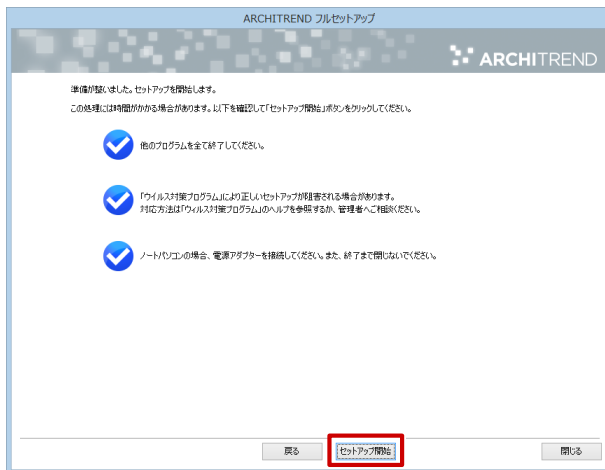 ARCHITREND フルセットアップ
ARCHITREND
準備が整いました。セットアップを開始します。
この処理には時間がかかる場合があります。以下を確認して「セットアップ開始」ボタンをクリックしてください。
他のプログラムを全て終了してください。
「ウイルス対策プログラム」により正しいセットアップが阻害される場合があります。
対応方法は「ウィルス対策プログラム」のヘルプを参照するか、管理者へご相談ください。
ノートパソコンの場合、電源アダプターを接続してください。また、終了まで閉じないでください。
戻る
セットアップ開始
閉じる